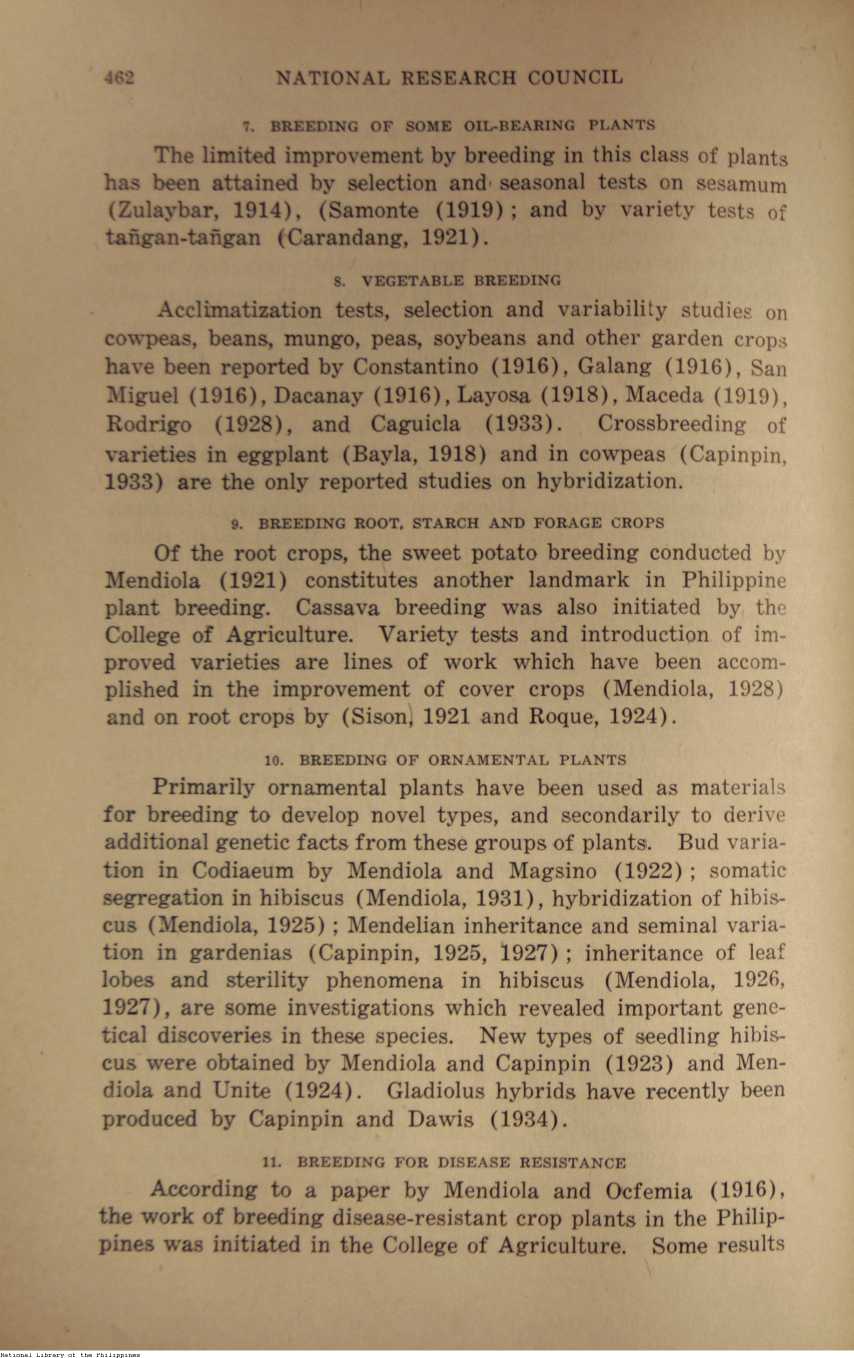 462 NATIONAL RESEARCH COUNCIL
7. BREEDING OF SOME OIL-BEARING PLANTS
The limited improvement by breeding in this class of plants
has been attained by selection and seasonal tests on sesamum
(Zulaybar, 1914), (Samonte (1919); and by variety tests of
tañgan-tañgan (Carandang, 1921).
8. VEGETABLE BREEDING
Acclimatization tests, selection and variability studies on
cowpeas, beans, mungo, peas, soybeans and other garden crops
have been reported by Constantino (1916), Galang (1916), San
Miguel (1916), Dacanay (1916), Layosa (1918), Maceda (1919),
Rodrigo (1928), and Caguicla (1933). Crossbreeding of
varieties in eggplant (Bayla, 1918) and in cowpeas (Capinpin,
1933) are the only reported studies on hybridization.
9. BREEDING ROOT, STARCH AND FORAGE CROPS
Of the root crops, the sweet potato breeding conducted by
Mendiola (1921) constitutes another landmark in Philippine
plant breeding. Cassava breeding was also initiated by the
College of Agriculture. Variety tests and introduction of im-
proved varieties are lines of work which have been accom-
plished in the improvement of cover crops (Mendiola, 1928)
and on root crops by (Sison, 1921 and Roque, 1924).
10. BREEDING OF ORNAMENTAL PLANTS
Primarily ornamental plants have been used as materials
for breeding to develop novel types, and secondarily to derive
additional genetic facts from these groups of plants. Bud varia-
tion in Codiaeum by Mendiola and Magsino (1922); somatic
segregation in hibiscus (Mendiola, 1931), hybridization of hibis-
cus (Mendiola, 1925); Mendelian inheritance and seminal varia-
tion in gardenias (Capinpin, 1925, 1927); inheritance of leaf
lobes and sterility phenomena in hibiscus (Mendiola, 1926,
1927), are some investigations which revealed important gene-
tical discoveries in these species. New types of seedling hibis-
cus were obtained by Mendiola and Capinpin (1923) and Men-
diola and Unite (1924). Gladiolus hybrids have recently been
produced by Capinpin and Dawis (1934).
11. BREEDING FOR DISEASE RESISTANCE
According to a paper by Mendiola and Ocfemia (1916),
the work of breeding disease-resistant crop plants in the Philip-
pines was initiated in the College of Agriculture. Some results
National Library of the Philippines